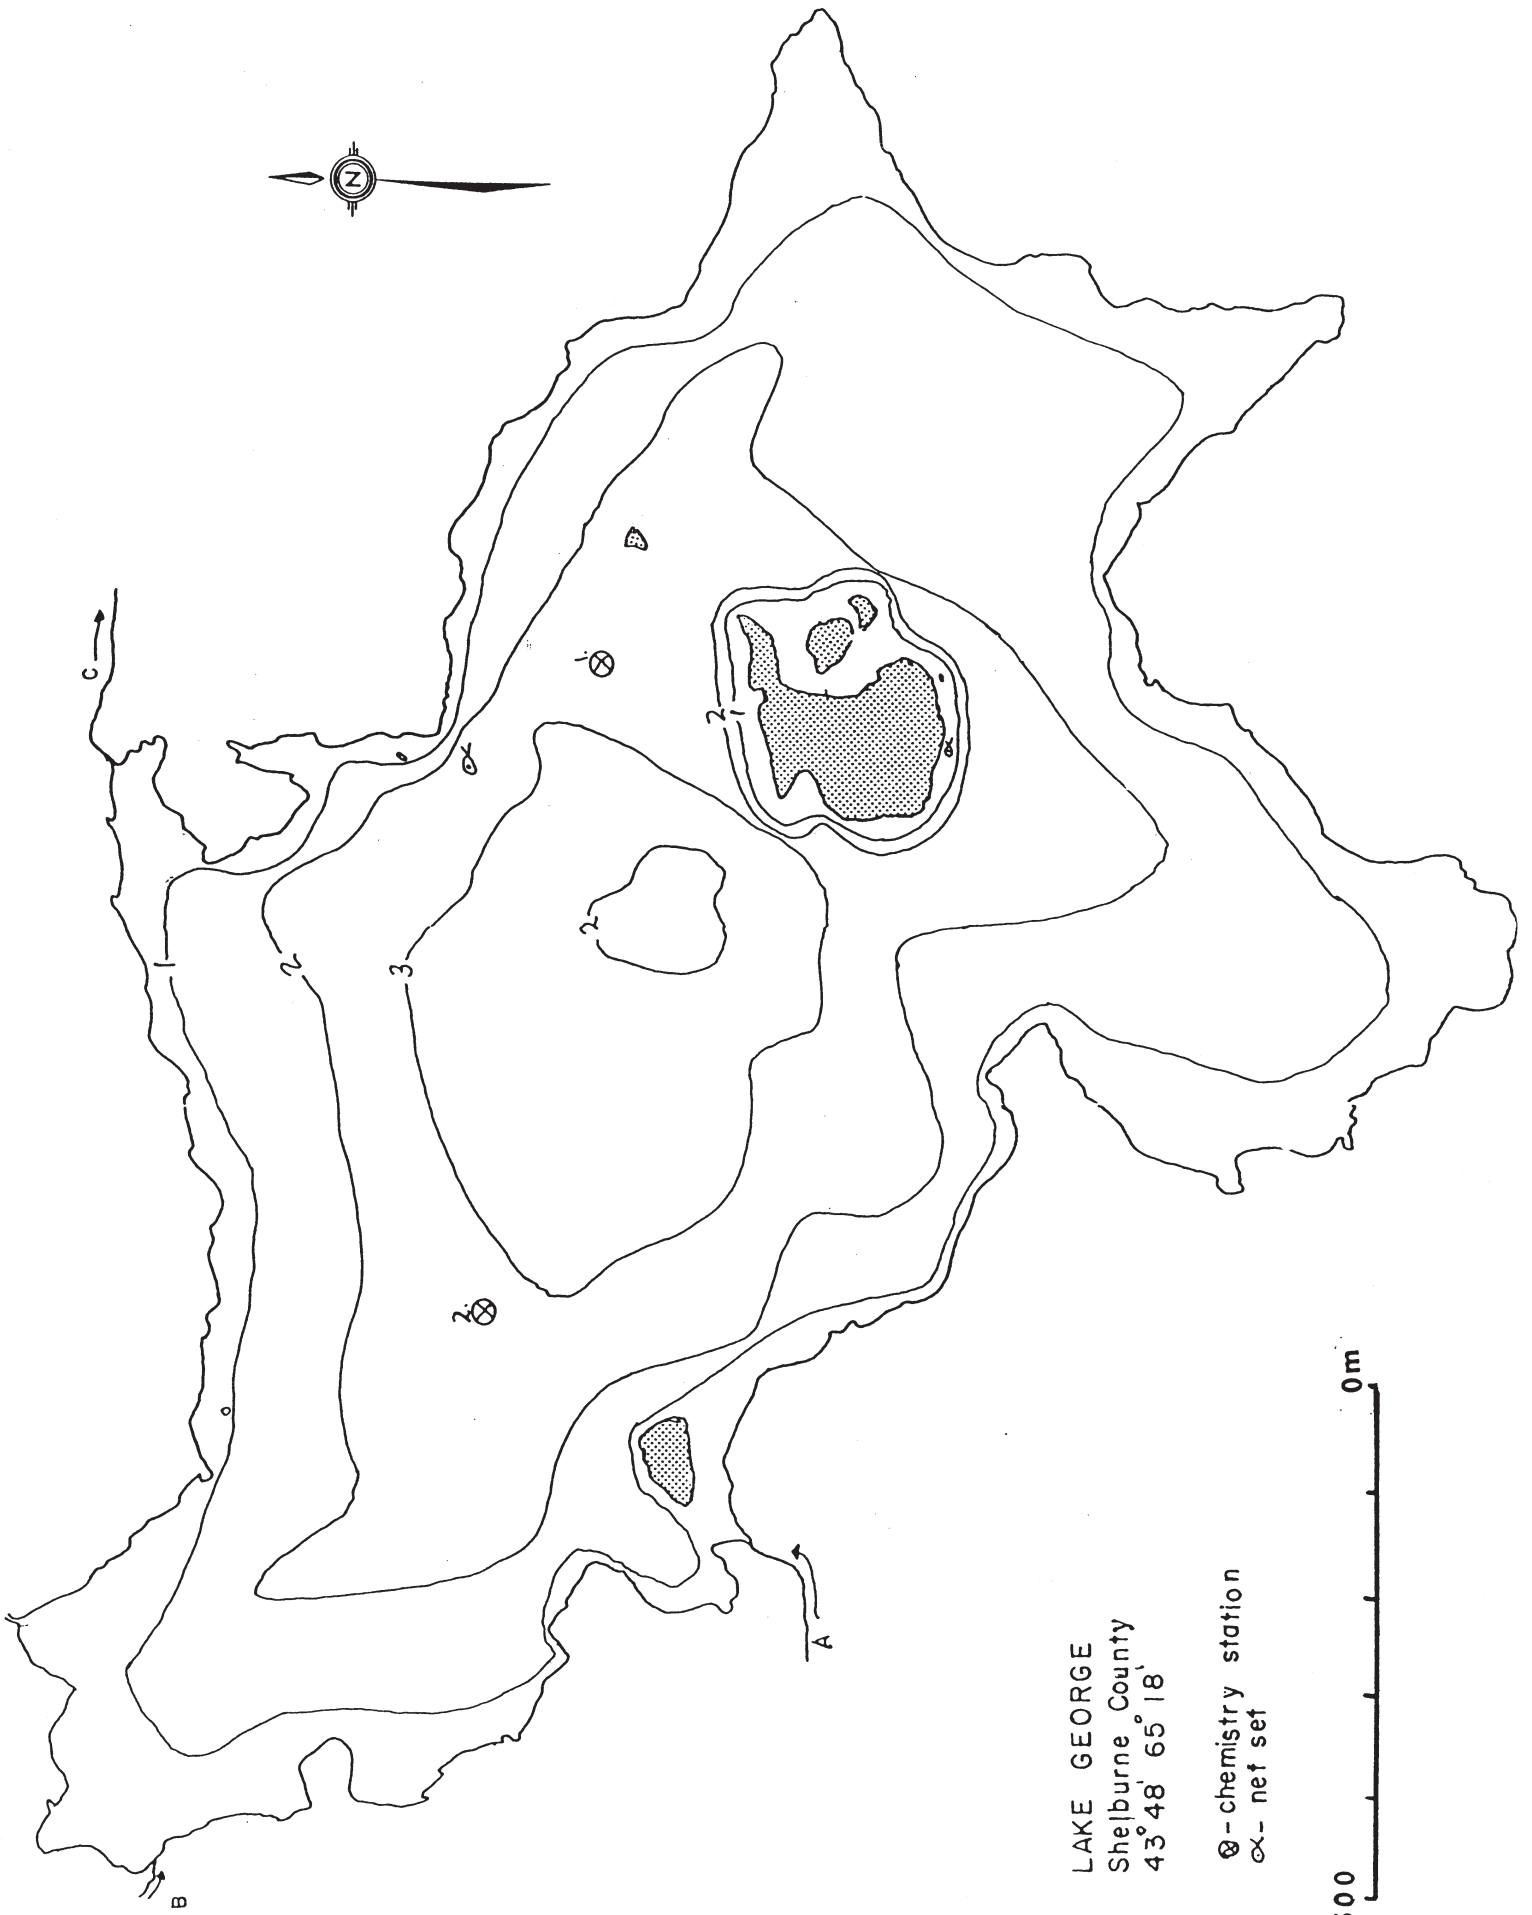 LAKE GEORGE
Shelburne County
43° 48' 65° 18'
⊗ - chemistry station
∝ - net set
0m
N
A
B
C
1
2
3
2
2
1
1.
2.